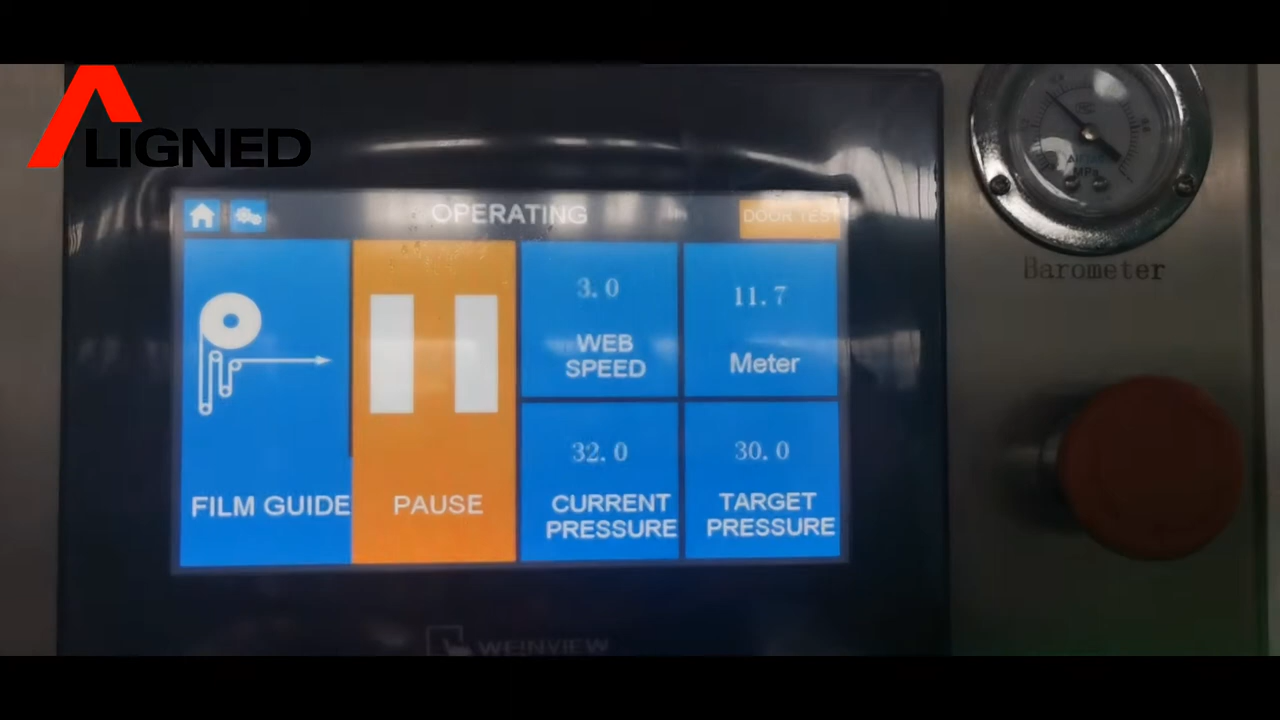 ALIGNED
OPERATING
DOOR TEST
3.0
WEB
SPEED
11.7
Meter
FILM GUIDE
PAUSE
32.0
CURRENT
PRESSURE
30.0
TARGET
PRESSURE
MPa
Barometer
WEINVIEW